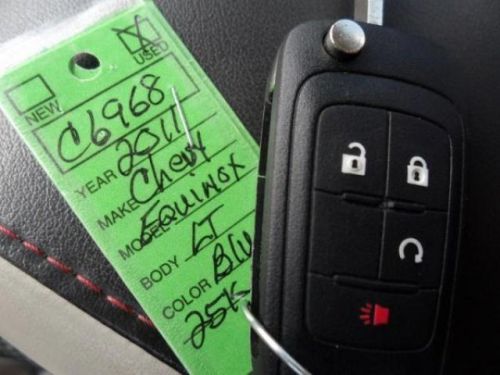 NEW
USED
C6968
YEAR 2011
MAKE Chevy
MODEL Equinox
BODY LT
COLOR Blu
25K